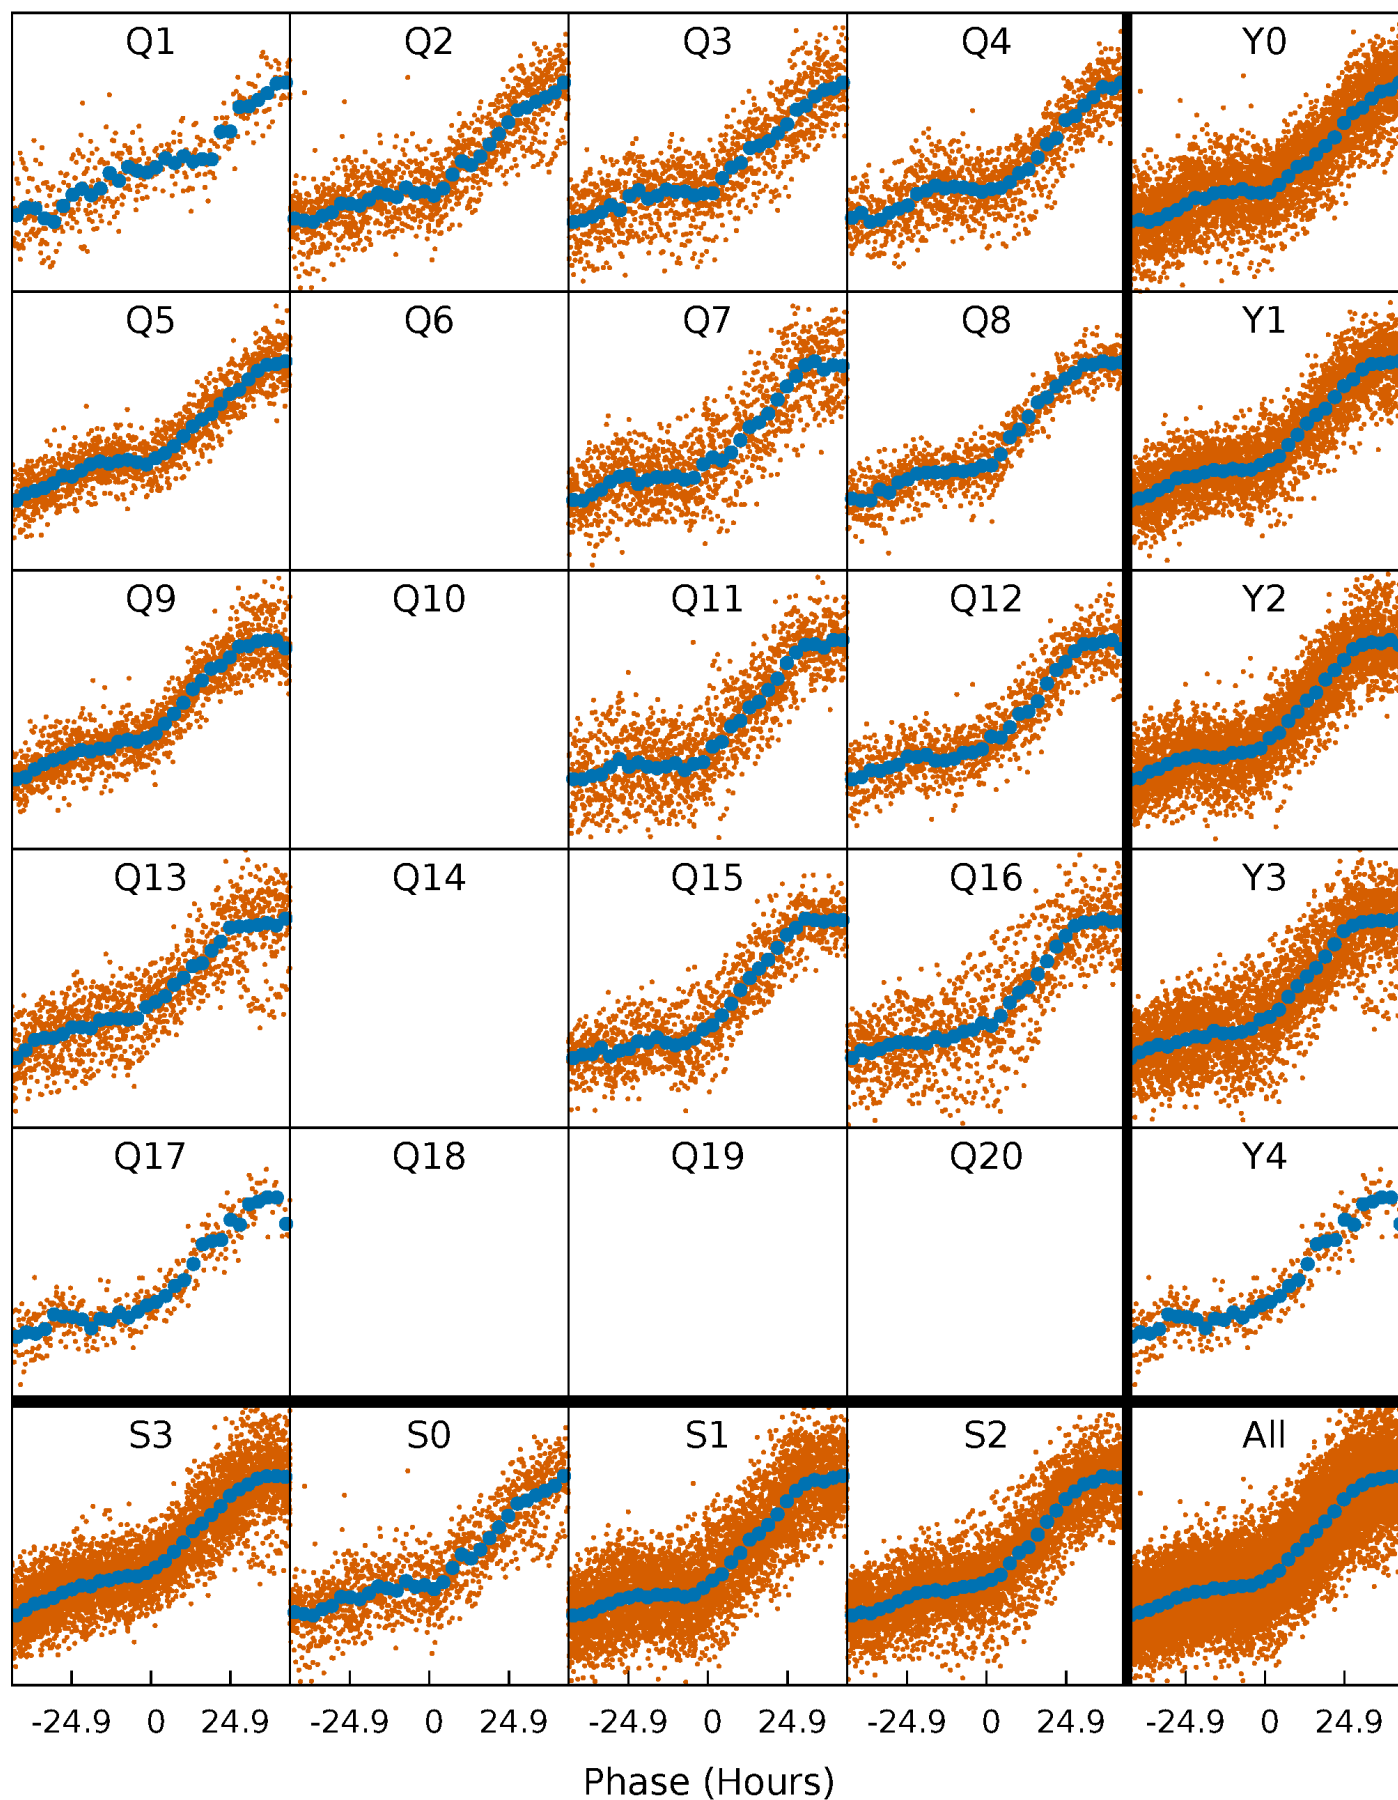 Q1 Q2 Q3 Q4 Y0
Q5 Q6 Q7 Q8 Y1
Q9 Q10 Q11 Q12 Y2
Q13 Q14 Q15 Q16 Y3
Q17 Q18 Q19 Q20 Y4
S3 S0 S1 S2 All
-24.9 0 24.9 -24.9 0 24.9 -24.9 0 24.9 -24.9 0 24.9 -24.9 0 24.9
Phase (Hours)